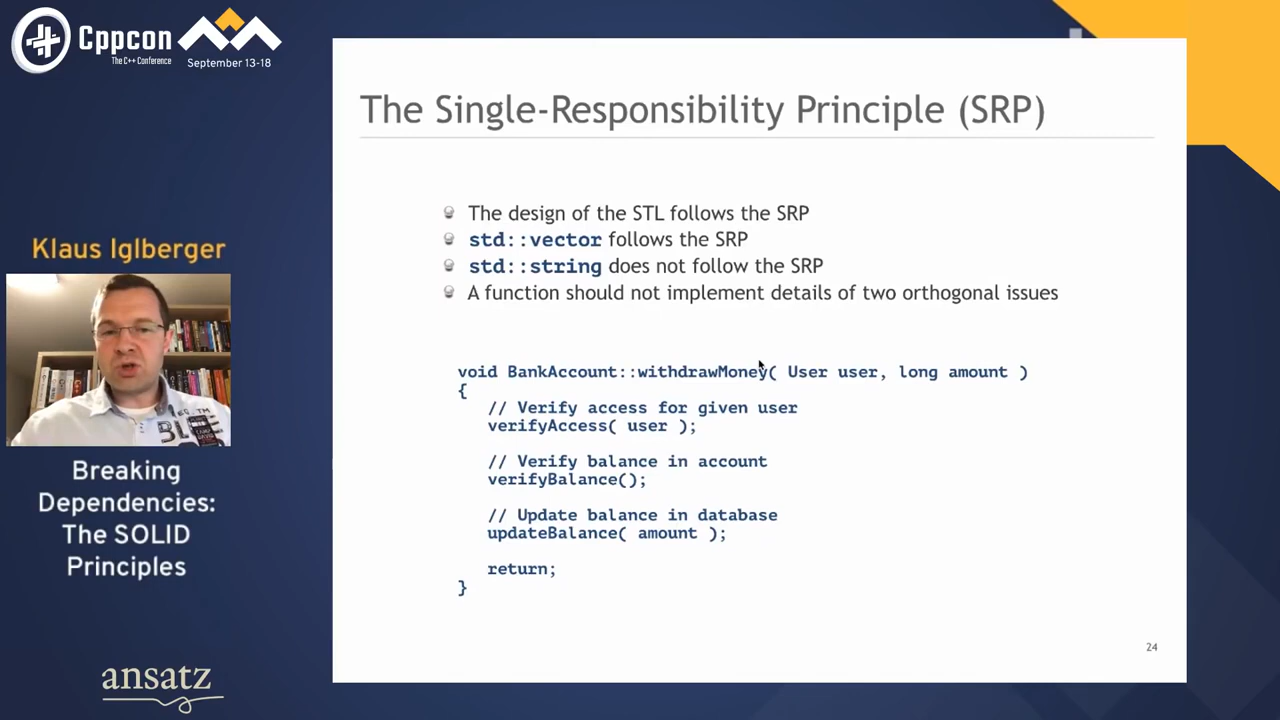 Cppcon
The C++ Conference
September 13-18
Klaus Iglberger
Breaking
Dependencies:
The SOLID
Principles
ansatz
The Single-Responsibility Principle (SRP)
The design of the STL follows the SRP
std::vector follows the SRP
std::string does not follow the SRP
A function should not implement details of two orthogonal issues
void BankAccount::withdrawMoney( User user, long amount )
{
// Verify access for given user
verifyAccess( user );
// Verify balance in account
verifyBalance();
// Update balance in database
updateBalance( amount );
return;
}
24